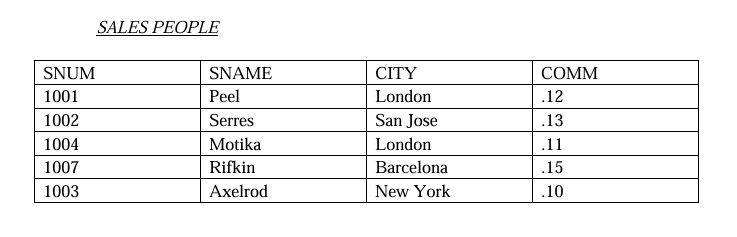 SALES PEOPLE
SNUM SNAME CITY COMM
1001 Peel London .12
1002 Serres San Jose .13
1004 Motika London .11
1007 Rifkin Barcelona .15
1003 Axelrod New York .10